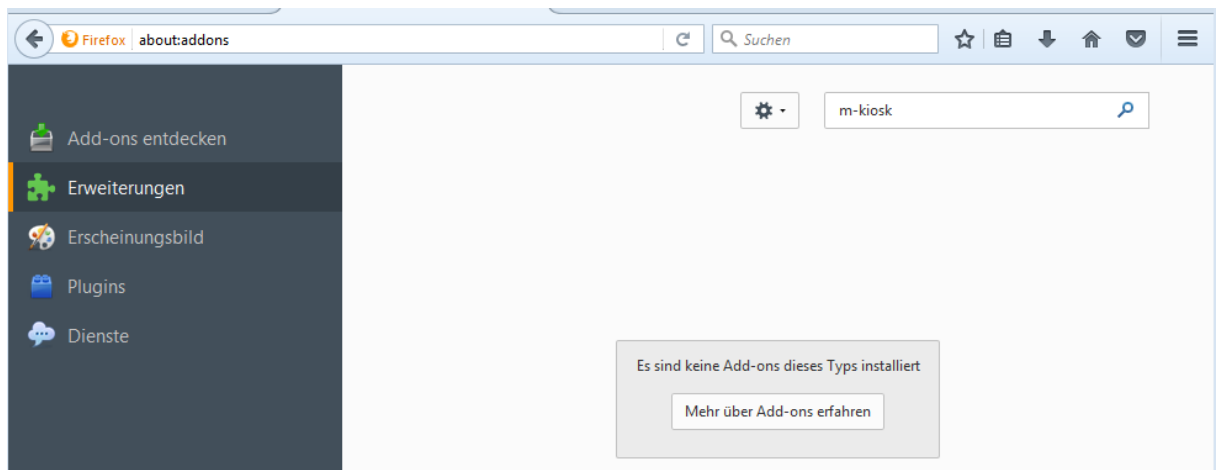 Firefox about:addons
Suchen
m-kiosk
Add-ons entdecken
Erweiterungen
Erscheinungsbild
Plugins
Dienste
Es sind keine Add-ons dieses Typs installiert
Mehr über Add-ons erfahren